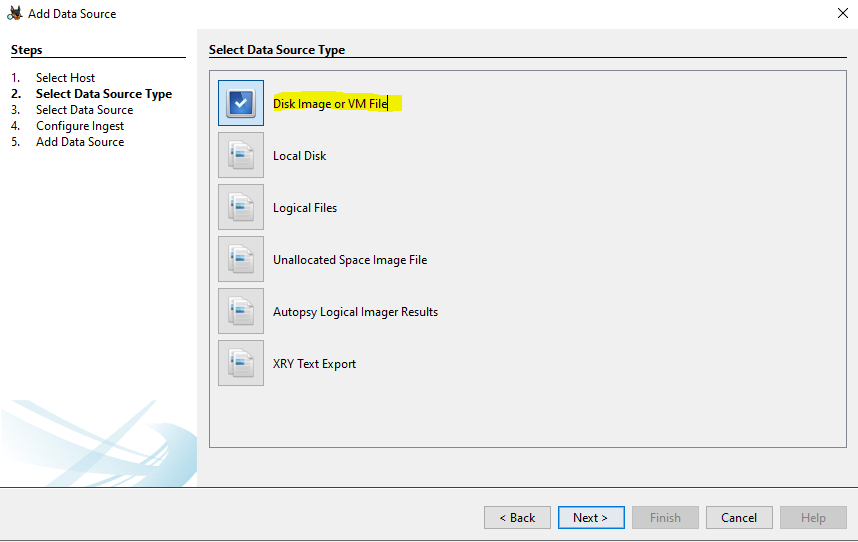 Add Data Source
Steps
1. Select Host
2. Select Data Source Type
3. Select Data Source
4. Configure Ingest
5. Add Data Source
Select Data Source Type
Disk Image or VM File
Local Disk
Logical Files
Unallocated Space Image File
Autopsy Logical Imager Results
XRY Text Export
< Back
Next >
Finish
Cancel
Help